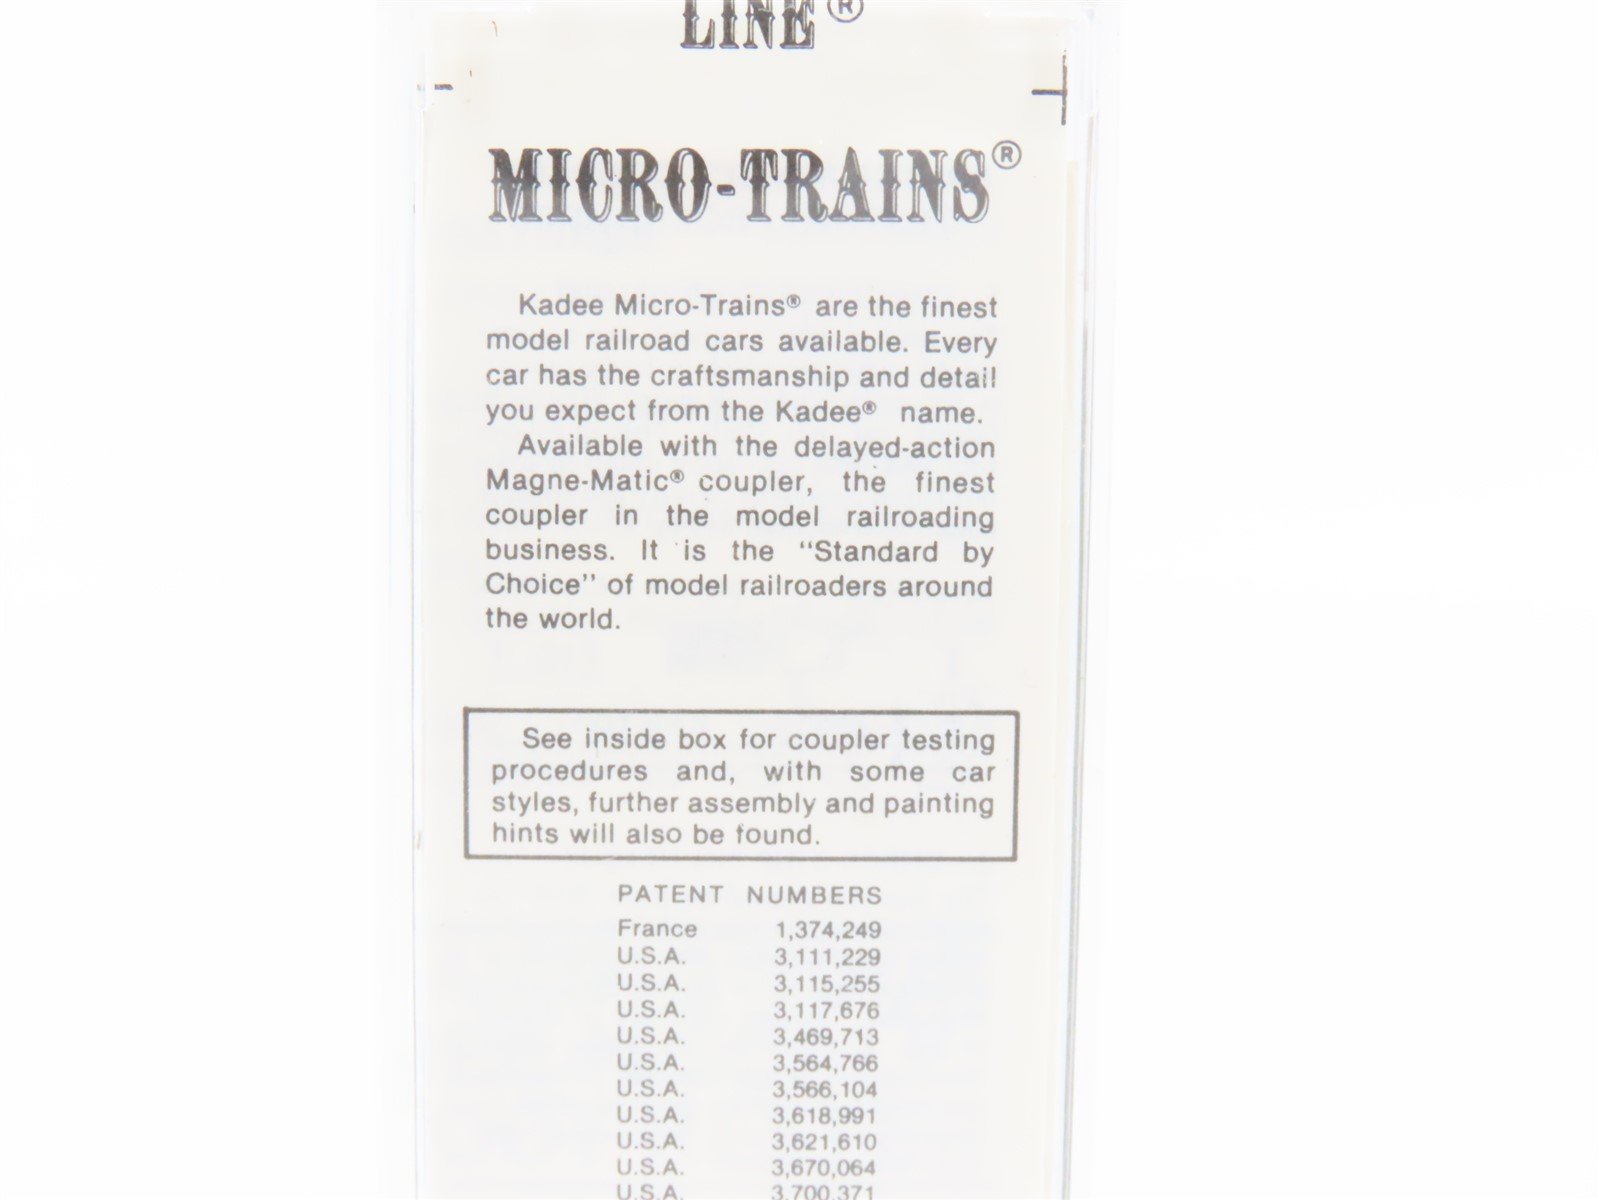 LINE®
MICRO-TRAINS®
Kadee Micro-Trains® are the finest
model railroad cars available. Every
car has the craftsmanship and detail
you expect from the Kadee® name.
Available with the delayed-action
Magne-Matic® coupler, the finest
coupler in the model railroading
business. It is the "Standard by
Choice" of model railroaders around
the world.
See inside box for coupler testing
procedures and, with some car
styles, further assembly and painting
hints will also be found.
PATENT NUMBERS
France 1,374,249
U.S.A. 3,111,229
U.S.A. 3,115,255
U.S.A. 3,117,676
U.S.A. 3,469,713
U.S.A. 3,564,766
U.S.A. 3,566,104
U.S.A. 3,618,991
U.S.A. 3,621,610
U.S.A. 3,670,064
U.S.A. 3,700,371